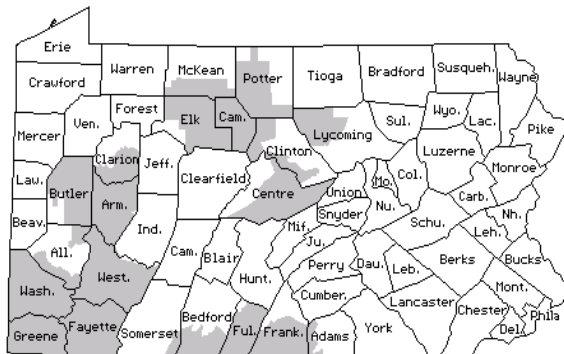 Erie
Warren
McKean
Potter
Tioga
Bradford
Susqueh.
Wayne
Crawford
Forest
Elk
Cam.
Wyo.
Lac.
Mercer
Ven.
Clarion
Jeff.
Clinton
Lycoming
Sul.
Pike
Luzerne
Monroe
Law.
Butler
Arm.
Clearfield
Centre
Union
Mo.
Col.
Carb.
Beav.
Ind.
Snyder
Nu.
Schu.
Nh.
Leh.
All.
Cam.
Blair
Hunt.
Mif.
Ju.
Perry
Dau.
Leb.
Berks
Bucks
Wash.
West.
Cumber.
Lancaster
Mont.
Greene
Fayette
Somerset
Bedford
Ful.
Frank.
Adams
York
Chester
Del.
Phila